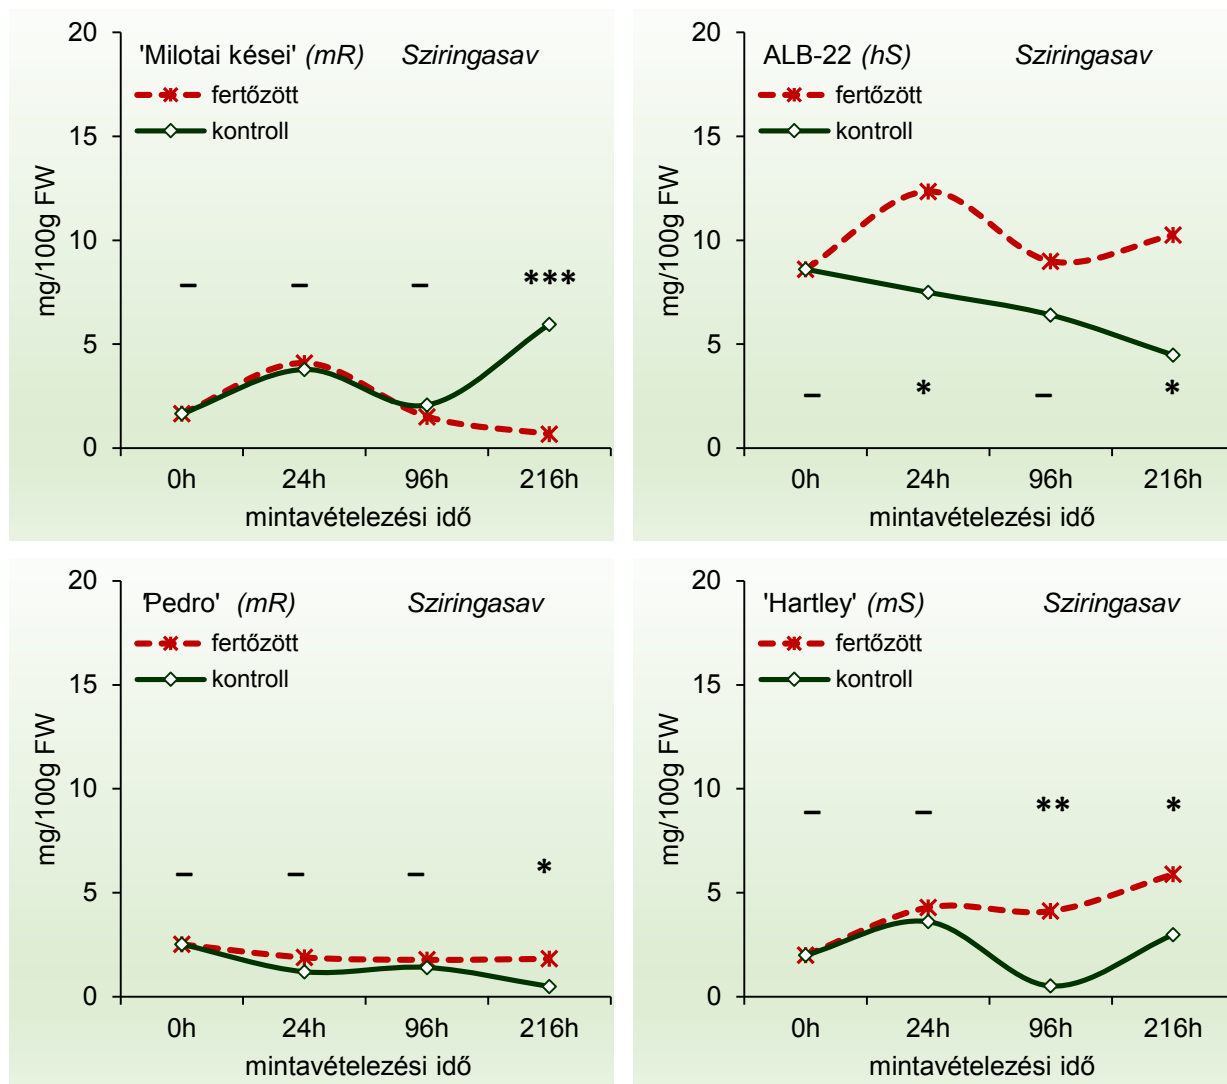 'Milotai kései' (mR) Sziringasav
fertőzött
kontroll
20
15
10
5
0
mg/100g FW
– – – ***
0h 24h 96h 216h
mintavételezési idő
ALB-22 (hS) Sziringasav
fertőzött
kontroll
20
15
10
5
0
mg/100g FW
– * – *
0h 24h 96h 216h
mintavételezési idő
'Pedro' (mR) Sziringasav
fertőzött
kontroll
20
15
10
5
0
mg/100g FW
– – – *
0h 24h 96h 216h
mintavételezési idő
'Hartley' (mS) Sziringasav
fertőzött
kontroll
20
15
10
5
0
mg/100g FW
– – ** *
0h 24h 96h 216h
mintavételezési idő